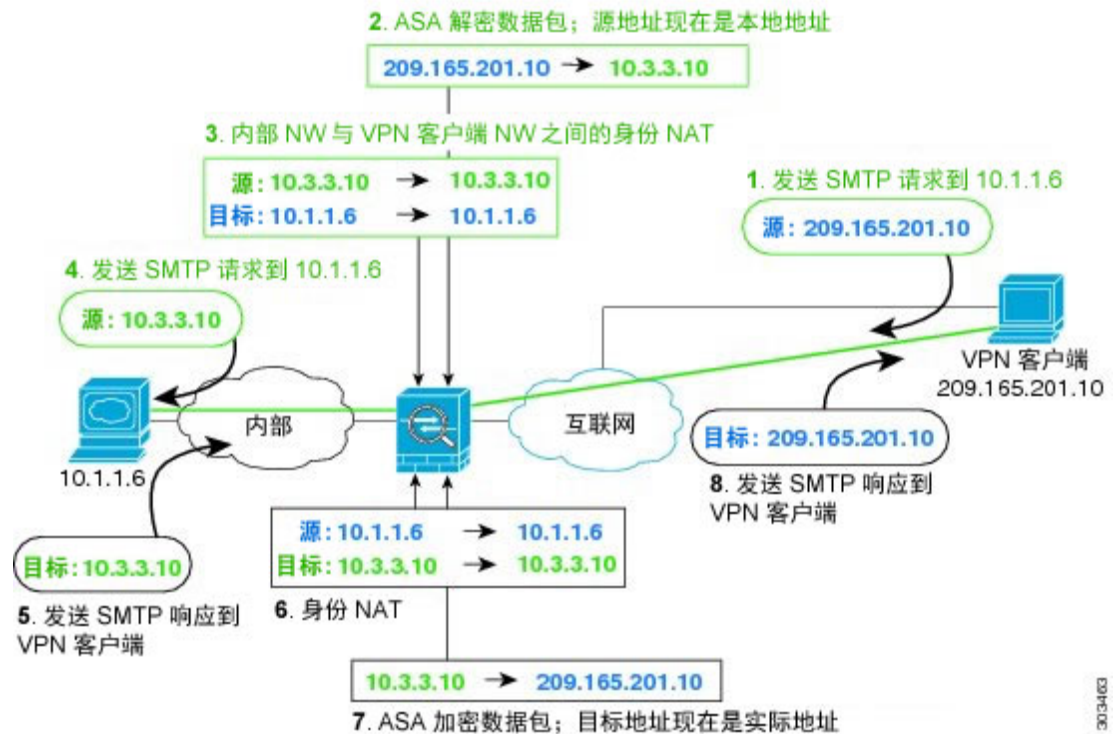 2. ASA 解密数据包；源地址现在是本地地址
209.165.201.10 → 10.3.3.10
3. 内部 NW 与 VPN 客户端 NW 之间的身份 NAT
源: 10.3.3.10 → 10.3.3.10
目标: 10.1.1.6 → 10.1.1.6
1. 发送 SMTP 请求到 10.1.1.6
源: 209.165.201.10
4. 发送 SMTP 请求到 10.1.1.6
源: 10.3.3.10
VPN 客户端
209.165.201.10
内部
互联网
10.1.1.6
目标: 209.165.201.10
8. 发送 SMTP 响应到
VPN 客户端
源: 10.1.1.6 → 10.1.1.6
目标: 10.3.3.10 → 10.3.3.10
6. 身份 NAT
目标: 10.3.3.10
5. 发送 SMTP 响应到
VPN 客户端
10.3.3.10 → 209.165.201.10
7. ASA 加密数据包；目标地址现在是实际地址
303463